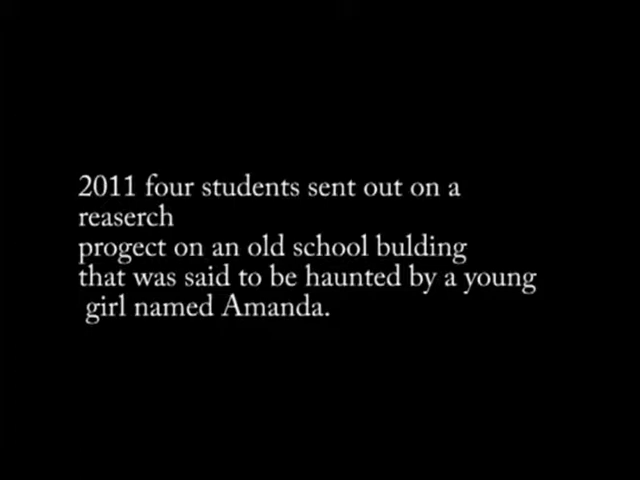 2011 four students sent out on a
reaserch
progect on an old school bulding
that was said to be haunted by a young
girl named Amanda.